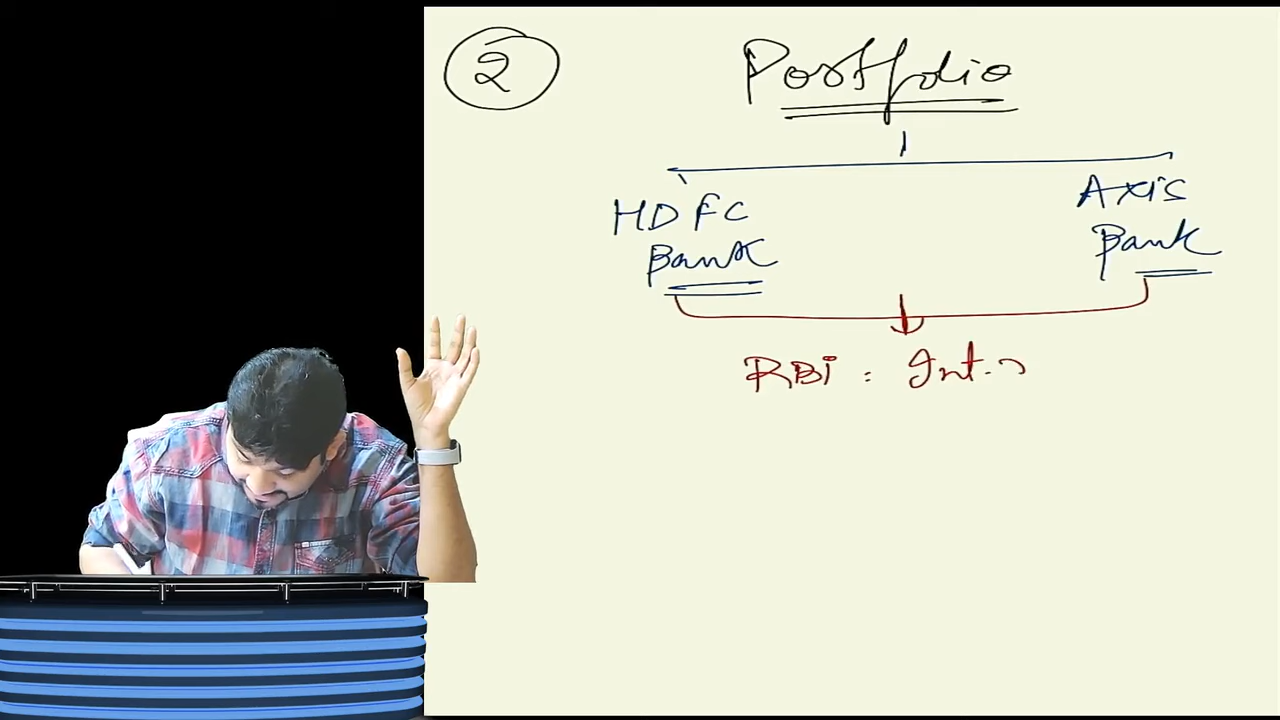 2
Portfolio
HDFC
Bank
Axis
Bank
RBI : Int.